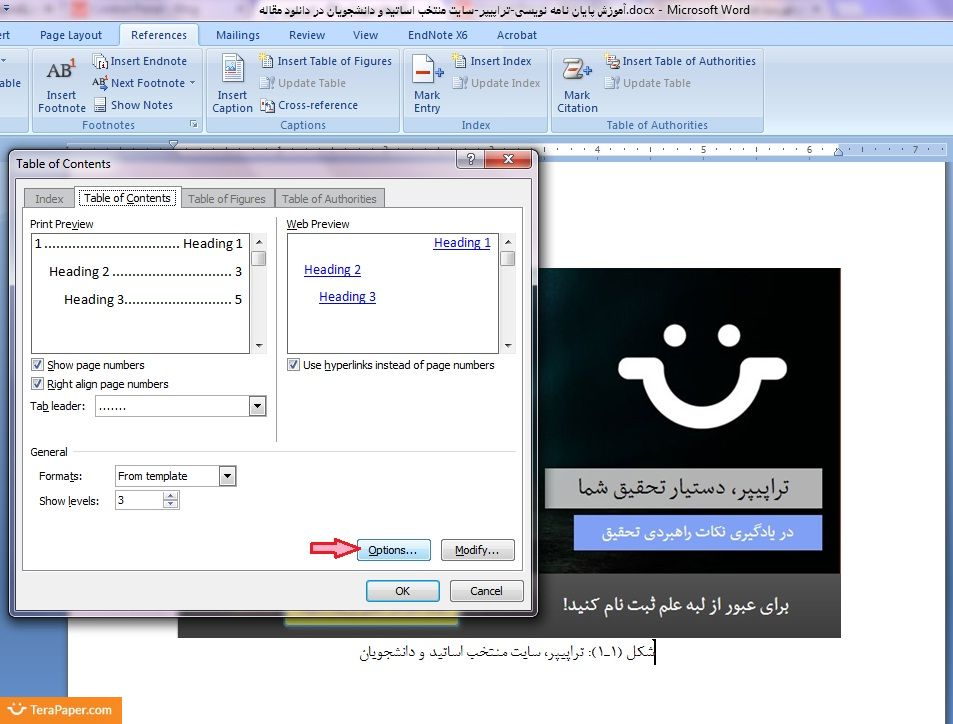 آموزش پایان نامه نویسی-تراپیپر-سایت منتخب اساتید و دانشجویان در دانلود مقاله.docx - Microsoft Word
Page Layout References Mailings Review View EndNote X6 Acrobat
AB¹
Insert Footnote
Insert Endnote
Next Footnote
Show Notes
Footnotes
Insert Caption
Insert Table of Figures
Update Table
Cross-reference
Captions
Mark Entry
Insert Index
Update Index
Index
Mark Citation
Insert Table of Authorities
Update Table
Table of Authorities
4 5 6 7
Table of Contents
Index Table of Contents Table of Figures Table of Authorities
Print Preview
1 .................................. Heading 1
Heading 2 .............................. 3
Heading 3........................... 5
Web Preview
Heading 1
Heading 2
Heading 3
Show page numbers
Right align page numbers
Tab leader: .......
Use hyperlinks instead of page numbers
General
Formats: From template
Show levels: 3
Options... Modify...
OK Cancel
تراپیپر، دستیار تحقیق شما
در یادگیری نکات راهبردی تحقیق
برای عبور از لبه علم ثبت نام کنید!
شکل (۱-۱): تراپیپر، سایت منتخب اساتید و دانشجویان
TeraPaper.com